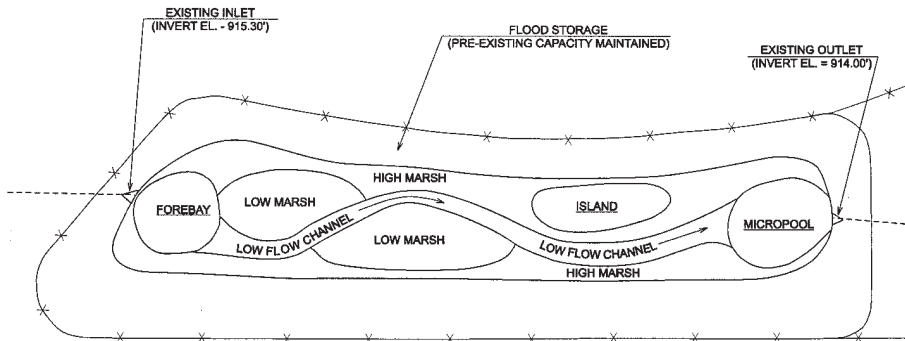 EXISTING INLET
(INVERT EL. - 915.30')
FLOOD STORAGE
(PRE-EXISTING CAPACITY MAINTAINED)
EXISTING OUTLET
(INVERT EL. = 914.00')
HIGH MARSH
FOREBAY
LOW MARSH
ISLAND
MICROPOOL
LOW FLOW CHANNEL
LOW MARSH
LOW FLOW CHANNEL
HIGH MARSH